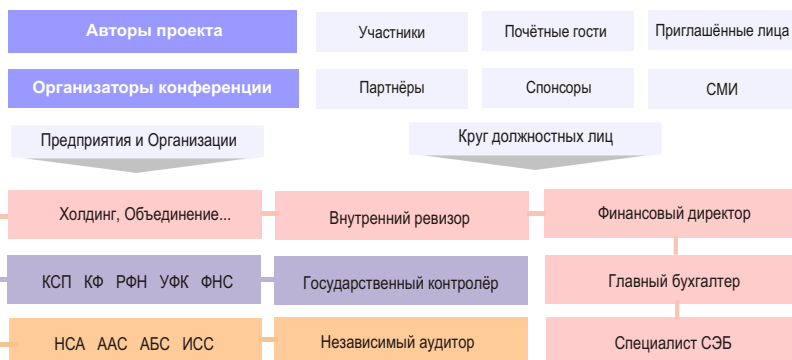 Авторы проекта
Участники
Почётные гости
Приглашённые лица
Организаторы конференции
Партнёры
Спонсоры
СМИ
Предприятия и Организации
Круг должностных лиц
Холдинг, Объединение...
Внутренний ревизор
Финансовый директор
КСП КФ РФН УФК ФНС
Государственный контролёр
Главный бухгалтер
НСА ААС АБС ИСС
Независимый аудитор
Специалист СЭБ